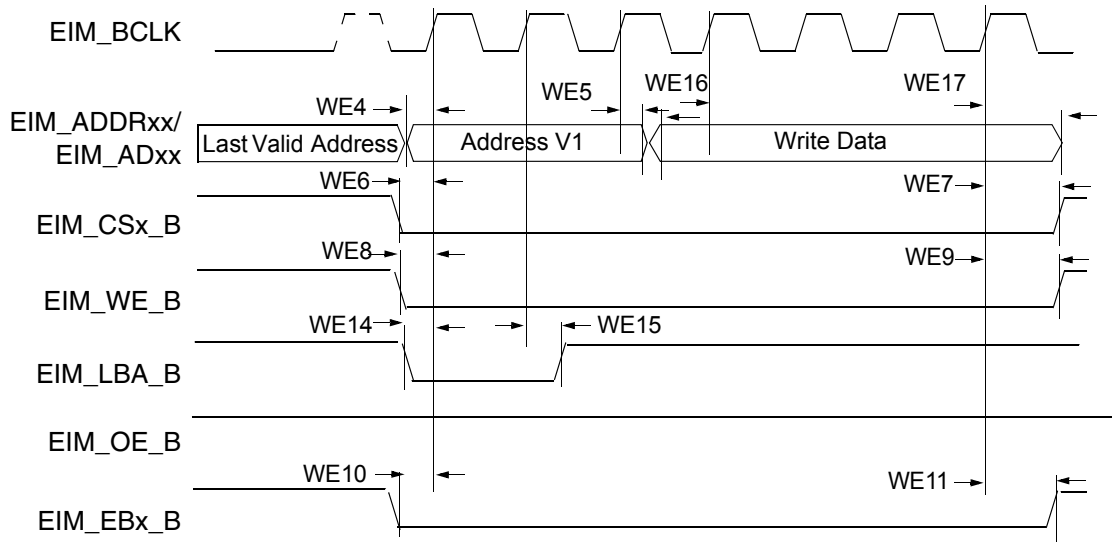 EIM_BCLK
WE4
WE5
WE16
WE17
EIM_ADDRxx/
EIM_ADxx
Last Valid Address
Address V1
Write Data
WE6
WE7
EIM_CSx_B
WE8
WE9
EIM_WE_B
WE14
WE15
EIM_LBA_B
EIM_OE_B
WE10
WE11
EIM_EBx_B